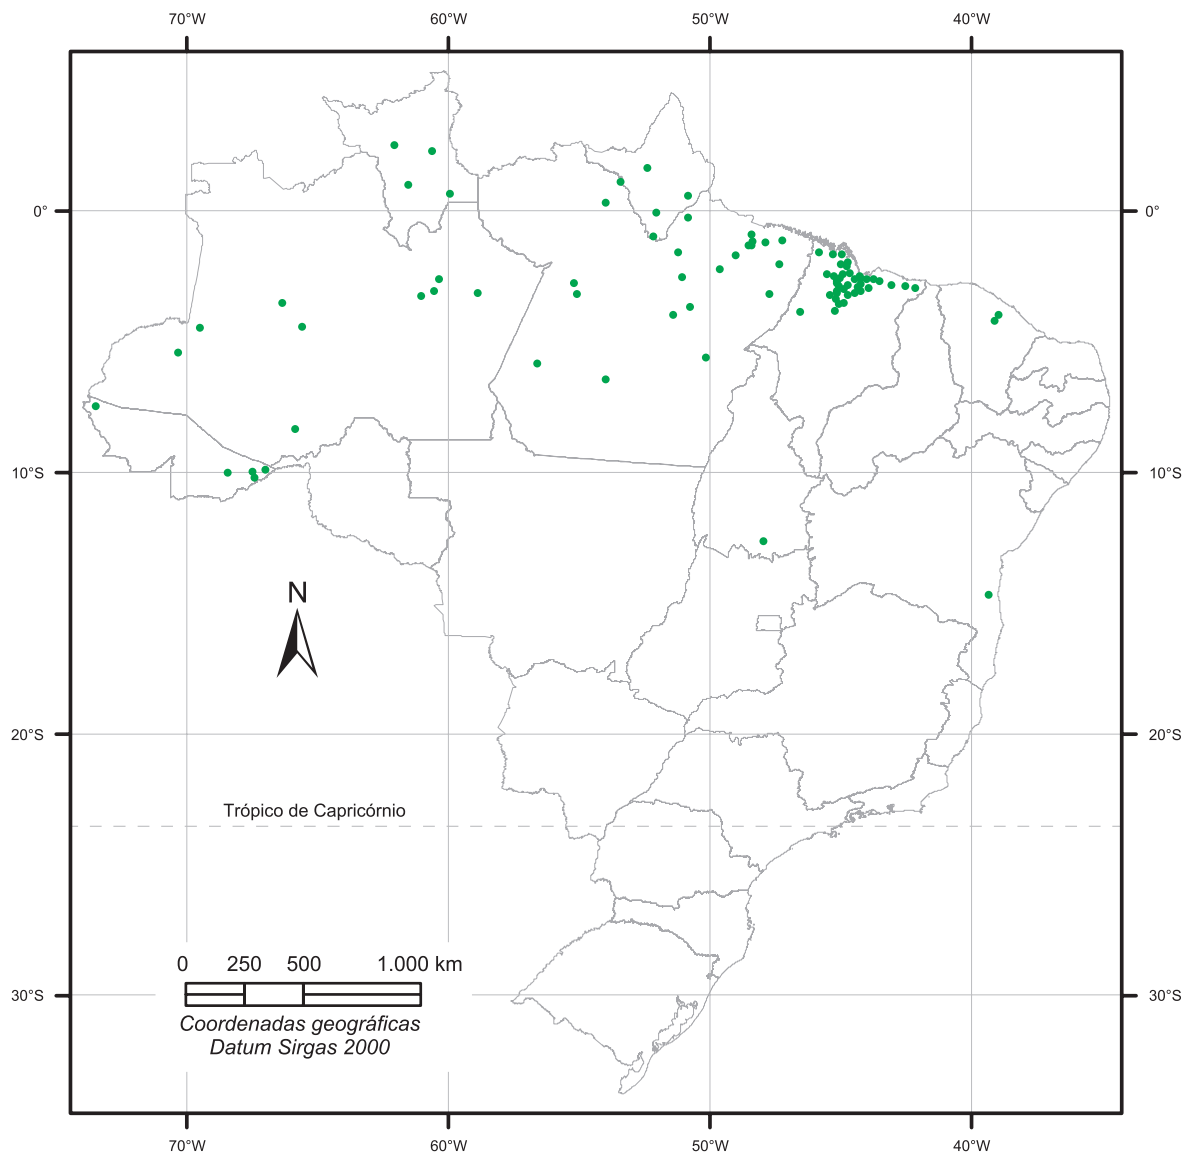 70°W 60°W 50°W 40°W
0° 0°
10°S 10°S
N
20°S 20°S
Trópico de Capricórnio
0 250 500 1.000 km
30°S 30°S
Coordenadas geográficas
Datum Sirgas 2000
70°W 60°W 50°W 40°W